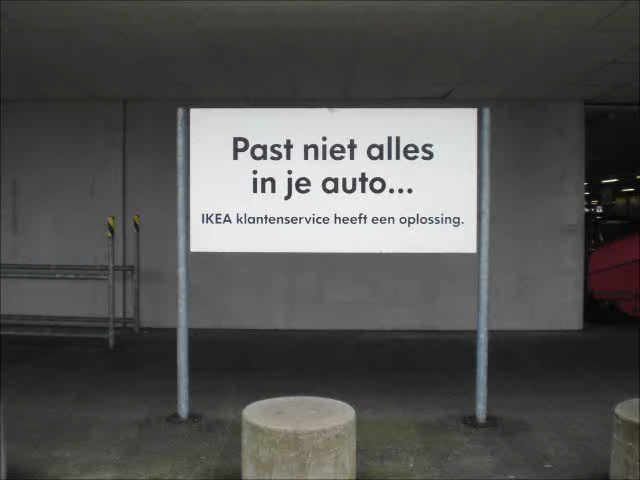 Past niet alles
in je auto...
IKEA klantenservice heeft een oplossing.